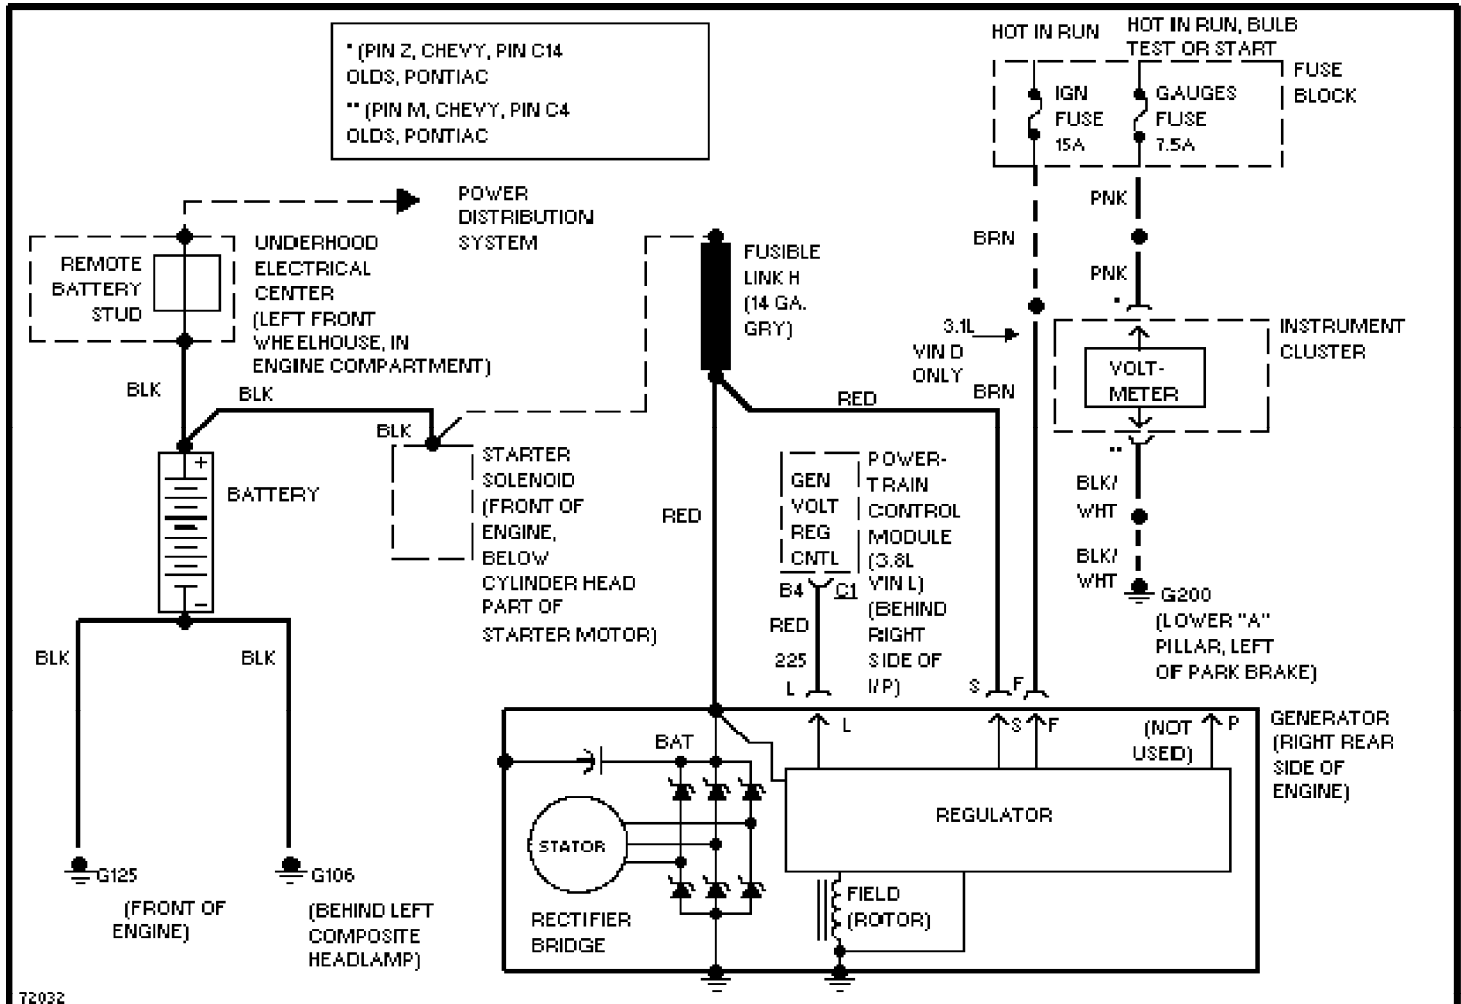 * (PIN Z, CHEVY, PIN C14
OLDS, PONTIAC
** (PIN M, CHEVY, PIN C4
OLDS, PONTIAC
HOT IN RUN
HOT IN RUN, BULB
TEST OR START
FUSE
BLOCK
IGN
FUSE
15A
GAUGES
FUSE
7.5A
POWER
DISTRIBUTION
SYSTEM
REMOTE
BATTERY
STUD
UNDERHOOD
ELECTRICAL
CENTER
(LEFT FRONT
WHEELHOUSE, IN
ENGINE COMPARTMENT)
FUSIBLE
LINK H
(14 GA.
GRY)
BRN
PNK
PNK
*
3.1L
VIN D
ONLY
BRN
INSTRUMENT
CLUSTER
VOLT-
METER
**
BLK
BLK
BLK
RED
RED
BATTERY
+
-
STARTER
SOLENOID
(FRONT OF
ENGINE,
BELOW
CYLINDER HEAD
PART OF
STARTER MOTOR)
GEN
VOLT
REG
CNTL
POWER-
TRAIN
CONTROL
MODULE
(3.8L
VIN L)
(BEHIND
RIGHT
SIDE OF
I/P)
B4
C1
RED
225
L
S
F
BLK/
WHT
BLK/
WHT
G200
(LOWER "A"
PILLAR, LEFT
OF PARK BRAKE)
BLK
BLK
L
S
F
(NOT
USED)
P
GENERATOR
(RIGHT REAR
SIDE OF
ENGINE)
BAT
REGULATOR
STATOR
RECTIFIER
BRIDGE
FIELD
(ROTOR)
G125
(FRONT OF
ENGINE)
G106
(BEHIND LEFT
COMPOSITE
HEADLAMP)
72032